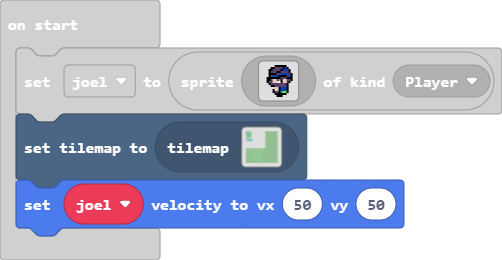 on start
set joel to sprite of kind Player
set tilemap to tilemap
set joel velocity to vx 50 vy 50